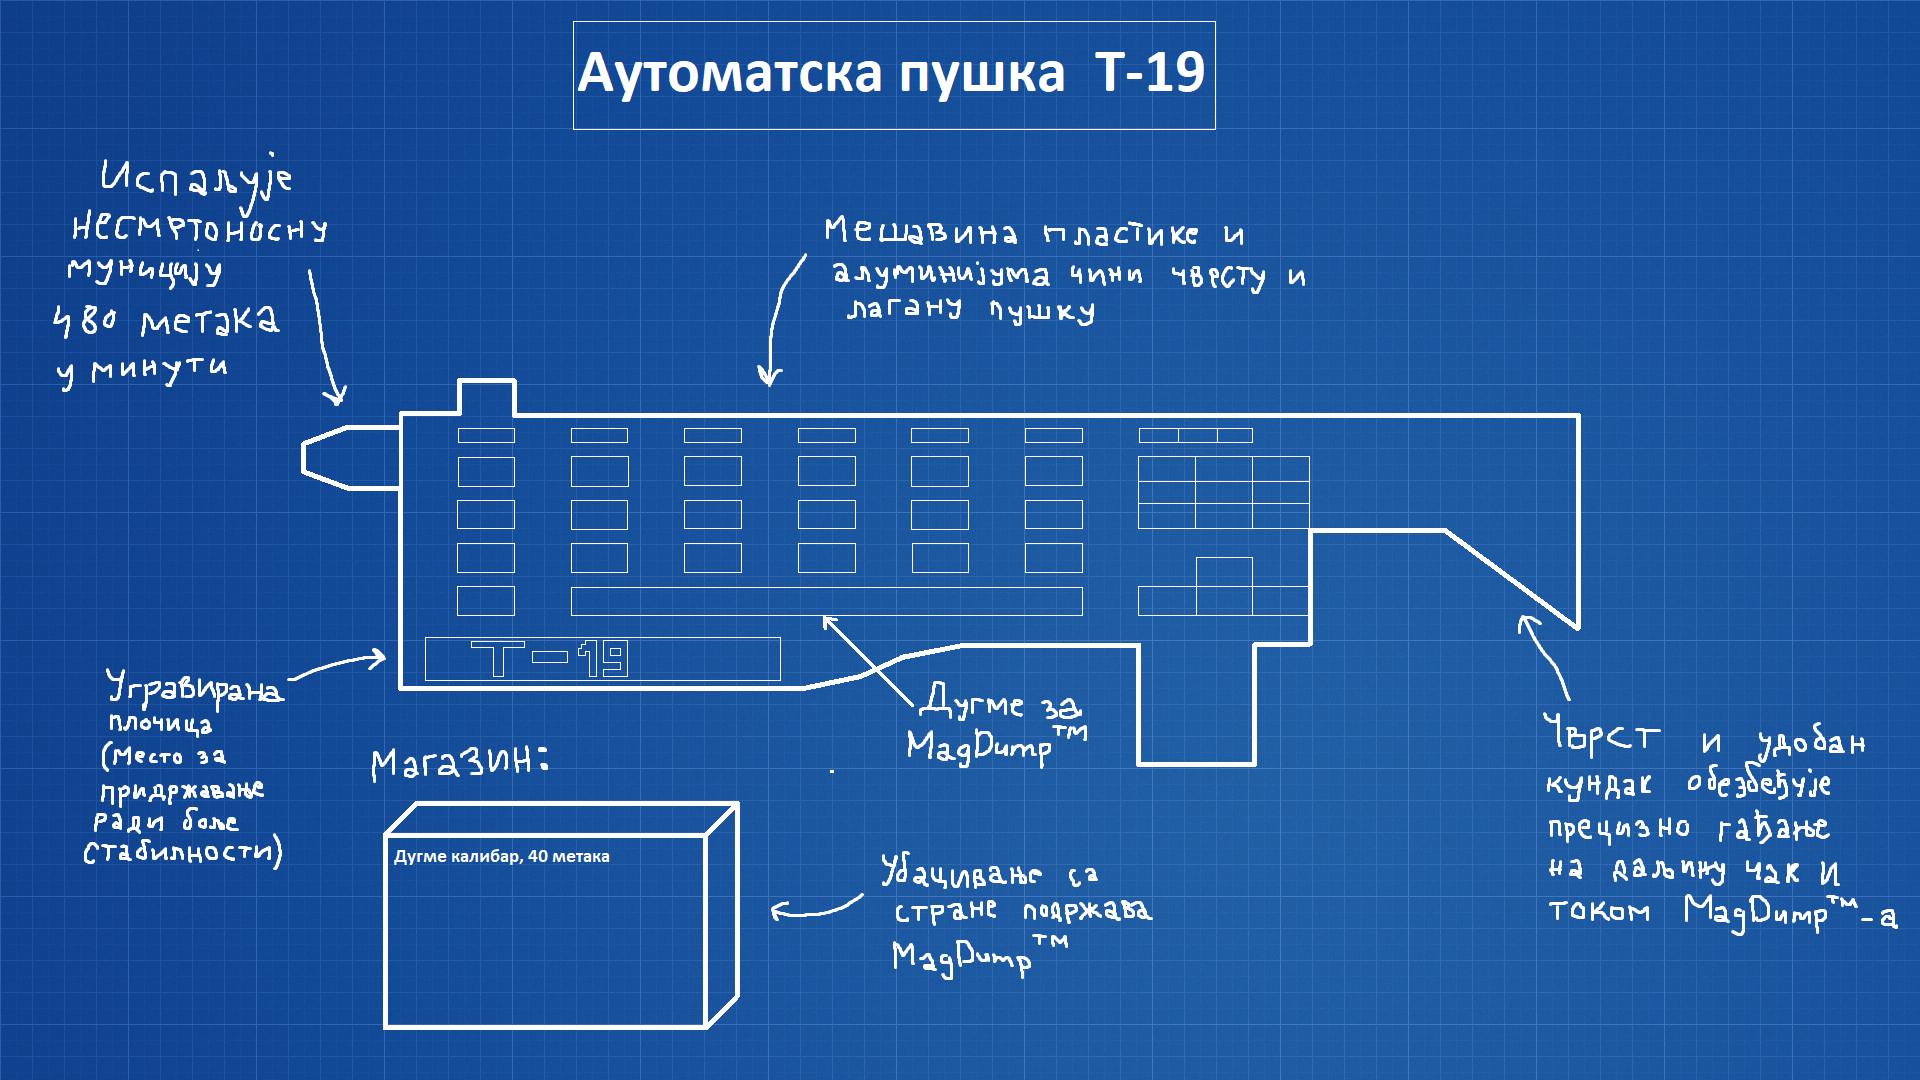 Аутоматска пушка Т-19
Испаљује
несмртоносну
муницију
480 метака
у минути
Мешавина пластике и
алуминијума чини чврсту и
лагану пушку
Т-19
Угравирана
плочица
(Место за
придржавање
ради боље
стабилности)
Дугме за
MagDump™
Чврст и удобан
кундак обезбеђује
прецизно гађање
на даљину чак и
током MagDump™-а
Магазин:
Дугме калибар, 40 метака
Убацивање са
стране подржава
MagDump™